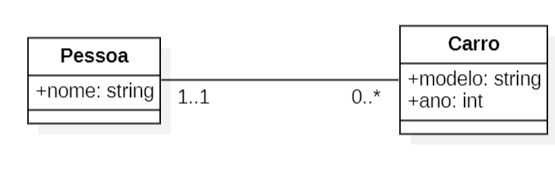 Pessoa
+nome: string
1..1
0..*
Carro
+modelo: string
+ano: int